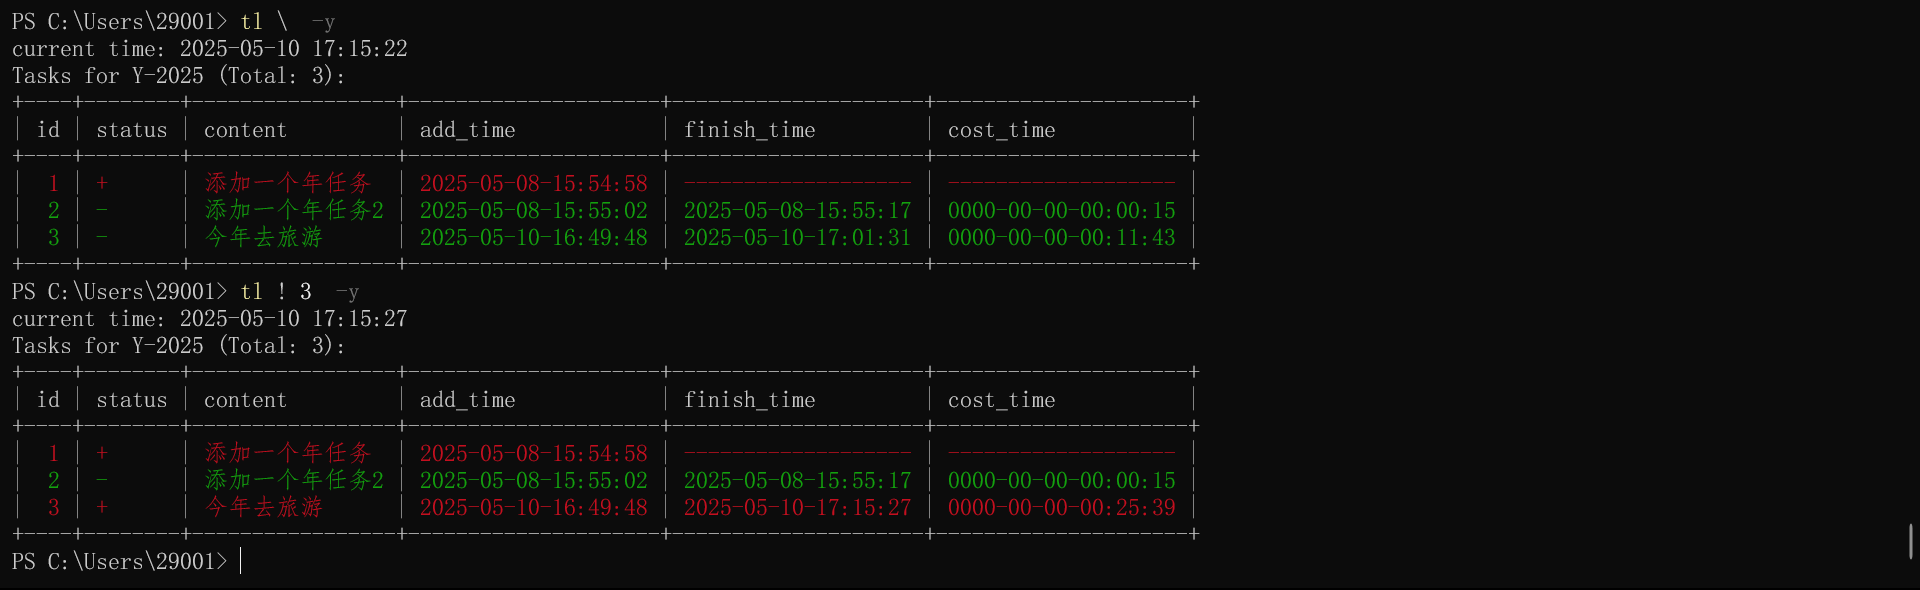 PS C:\Users\29001> tl \  -y
current time: 2025-05-10 17:15:22
Tasks for Y-2025 (Total: 3):
+----+--------+-----------------+---------------------+---------------------+---------------------+
| id | status | content         | add_time            | finish_time         | cost_time           |
+----+--------+-----------------+---------------------+---------------------+---------------------+
|  1 | +      | 添加一个年任务  | 2025-05-08-15:54:58 | ------------------- | ------------------- |
|  2 | -      | 添加一个年任务2 | 2025-05-08-15:55:02 | 2025-05-08-15:55:17 | 0000-00-00-00:00:15 |
|  3 | -      | 今年去旅游      | 2025-05-10-16:49:48 | 2025-05-10-17:01:31 | 0000-00-00-00:11:43 |
+----+--------+-----------------+---------------------+---------------------+---------------------+
PS C:\Users\29001> tl ! 3  -y
current time: 2025-05-10 17:15:27
Tasks for Y-2025 (Total: 3):
+----+--------+-----------------+---------------------+---------------------+---------------------+
| id | status | content         | add_time            | finish_time         | cost_time           |
+----+--------+-----------------+---------------------+---------------------+---------------------+
|  1 | +      | 添加一个年任务  | 2025-05-08-15:54:58 | ------------------- | ------------------- |
|  2 | -      | 添加一个年任务2 | 2025-05-08-15:55:02 | 2025-05-08-15:55:17 | 0000-00-00-00:00:15 |
|  3 | +      | 今年去旅游      | 2025-05-10-16:49:48 | 2025-05-10-17:15:27 | 0000-00-00-00:25:39 |
+----+--------+-----------------+---------------------+---------------------+---------------------+
PS C:\Users\29001>